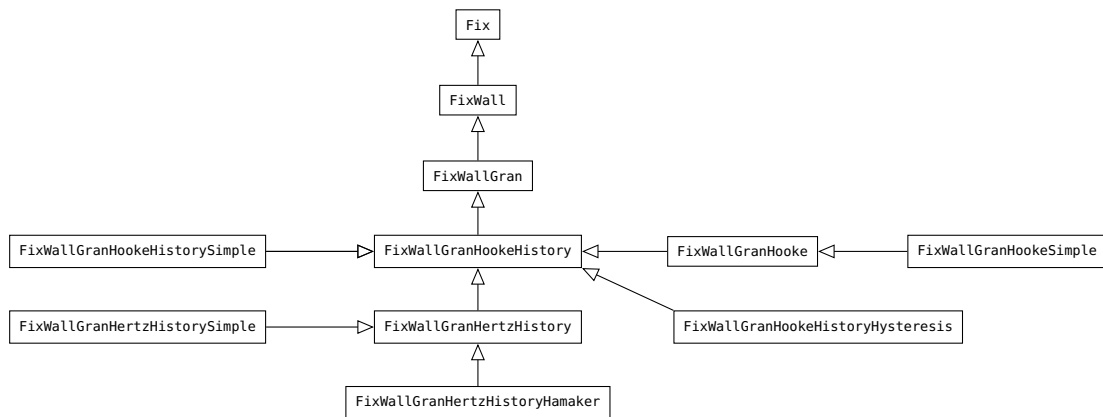 Fix
FixWall
FixWallGran
FixWallGranHookeHistorySimple
FixWallGranHookeHistory
FixWallGranHooke
FixWallGranHookeSimple
FixWallGranHertzHistorySimple
FixWallGranHertzHistory
FixWallGranHookeHistoryHysteresis
FixWallGranHertzHistoryHamaker